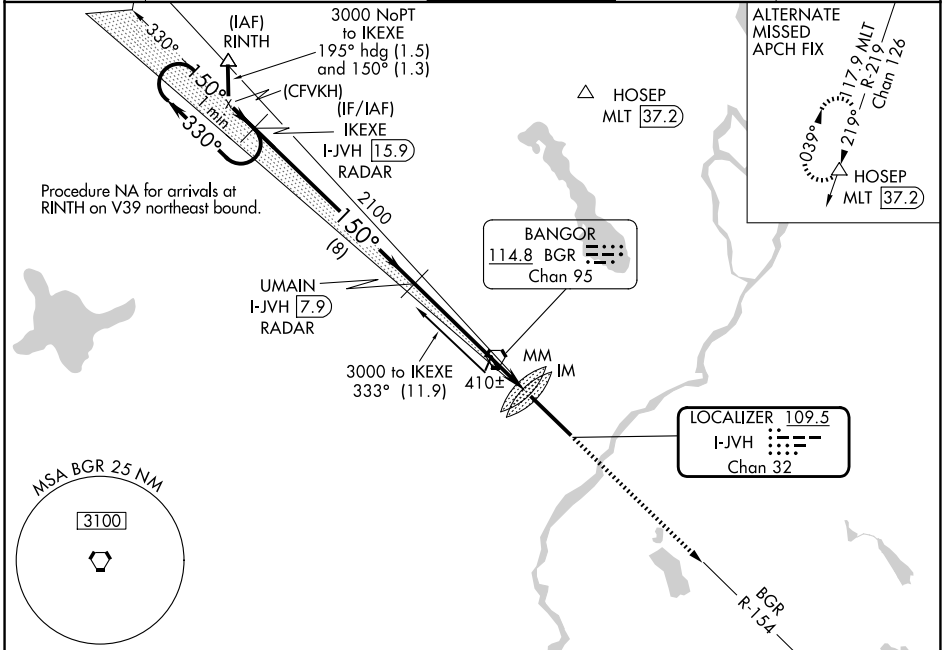 (IAF)
RINTH
3000 NoPT
to IKEXE
195° hdg (1.5)
and 150° (1.3)
330°
150°
1 min
330°
(CFVKH)
(IF/IAF)
IKEXE
I-JVH 15.9
RADAR
HOSEP
MLT 37.2
ALTERNATE
MISSED
APCH FIX
117.9 MLT
R-219
Chan 126
039°
219°
HOSEP
MLT 37.2
Procedure NA for arrivals at
RINTH on V39 northeast bound.
2100
150°
(8)
BANGOR
114.8 BGR
Chan 95
UMAIN
I-JVH 7.9
RADAR
3000 to IKEXE
333° (11.9)
410±
MM
IM
LOCALIZER 109.5
I-JVH
Chan 32
MSA BGR 25 NM
3100
BGR
R-154